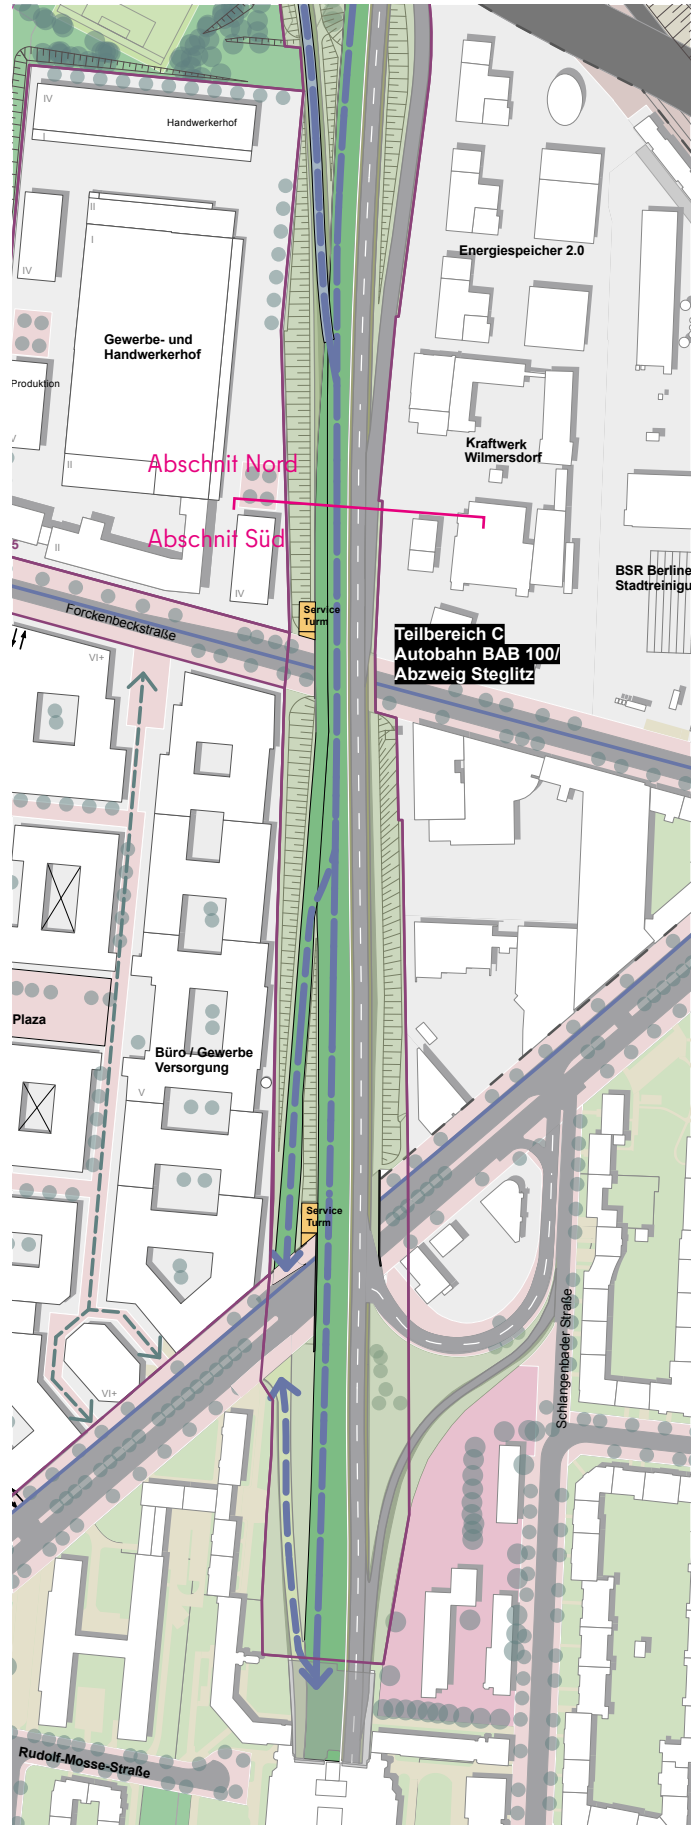 IV
Handwerkerhof
I
II
I
IV
Energiespeicher 2.0
Gewerbe- und
Handwerkerhof
Produktion
V
Kraftwerk
Wilmersdorf
Abschnit Nord
II
Abschnit Süd
5
II
IV
BSR Berline
Stadtreinigu
Service
Turm
Forckenbeckstraße
VI+
Teilbereich C
Autobahn BAB 100/
Abzweig Steglitz
Plaza
Büro / Gewerbe
Versorgung
V
Service
Turm
Schlangenbader Straße
VI+
Rudolf-Mosse-Straße